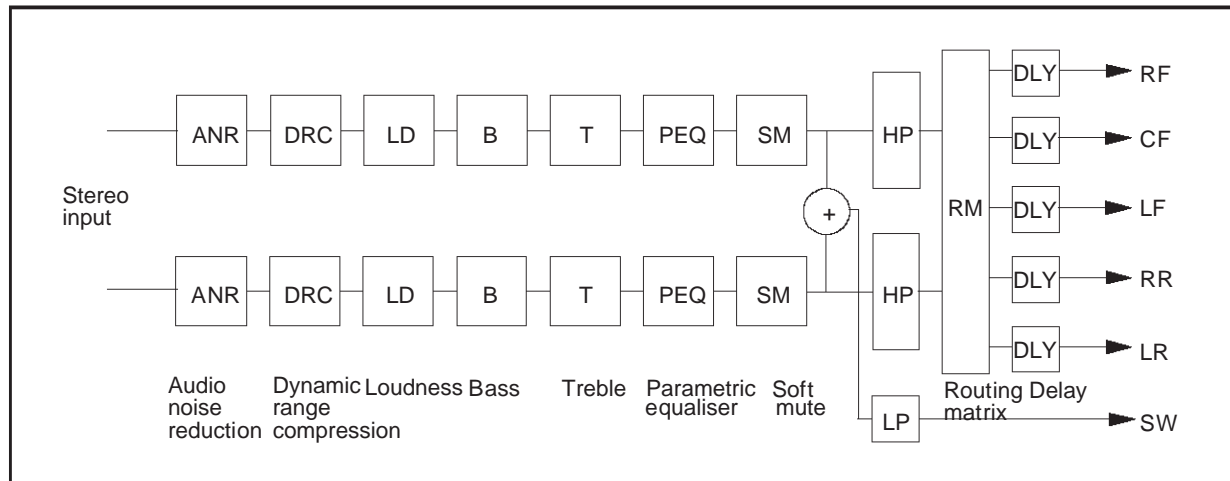 DLY RF
ANR DRC LD B T PEQ SM HP
DLY CF
Stereo
input
+
RM
DLY LF
ANR DRC LD B T PEQ SM HP
DLY RR
DLY LR
Audio
noise
reduction
Dynamic
range
compression
Loudness
Bass
Treble
Parametric
equaliser
Soft
mute
Routing
matrix
Delay
LP SW